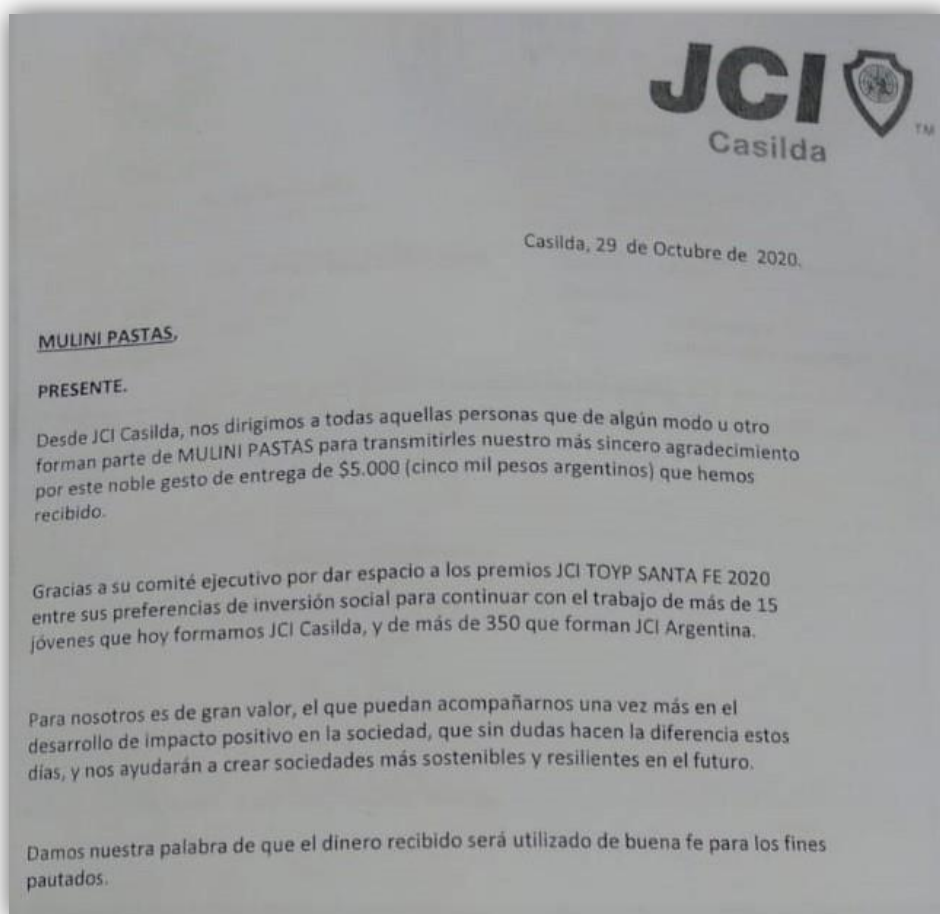 JCI
TM
Casilda
Casilda, 29 de Octubre de 2020.
MULINI PASTAS,
PRESENTE.
Desde JCI Casilda, nos dirigimos a todas aquellas personas que de algún modo u otro
forman parte de MULINI PASTAS para transmitirles nuestro más sincero agradecimiento
por este noble gesto de entrega de $5.000 (cinco mil pesos argentinos) que hemos
recibido.
Gracias a su comité ejecutivo por dar espacio a los premios JCI TOYP SANTA FE 2020
entre sus preferencias de inversión social para continuar con el trabajo de más de 15
jóvenes que hoy formamos JCI Casilda, y de más de 350 que forman JCI Argentina.
Para nosotros es de gran valor, el que puedan acompañarnos una vez más en el
desarrollo de impacto positivo en la sociedad, que sin dudas hacen la diferencia estos
días, y nos ayudarán a crear sociedades más sostenibles y resilientes en el futuro.
Damos nuestra palabra de que el dinero recibido será utilizado de buena fe para los fines
pautados.